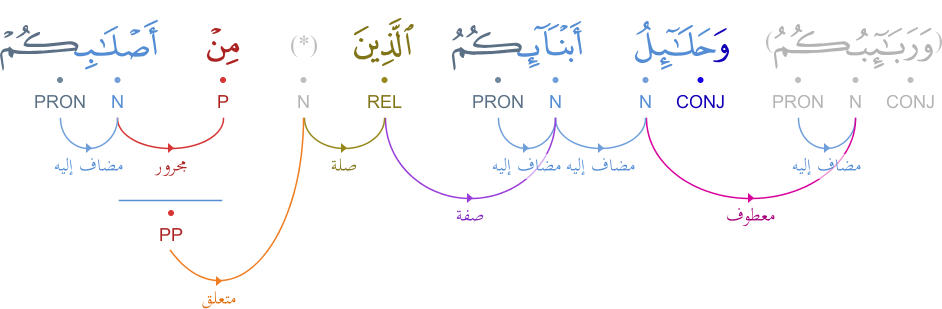 (وَرَبَـٰٓئِبُكُمُ) وَحَلَـٰٓئِلُ أَبْنَآئِكُمُ ٱلَّذِينَ (*) مِنْ أَصْلَـٰبِكُمْ
CONJ N PRON CONJ N N PRON REL N P N PRON
مضاف إليه معطوف مضاف إليه مضاف إليه صفة صلة مجرور مضاف إليه
PP
متعلق